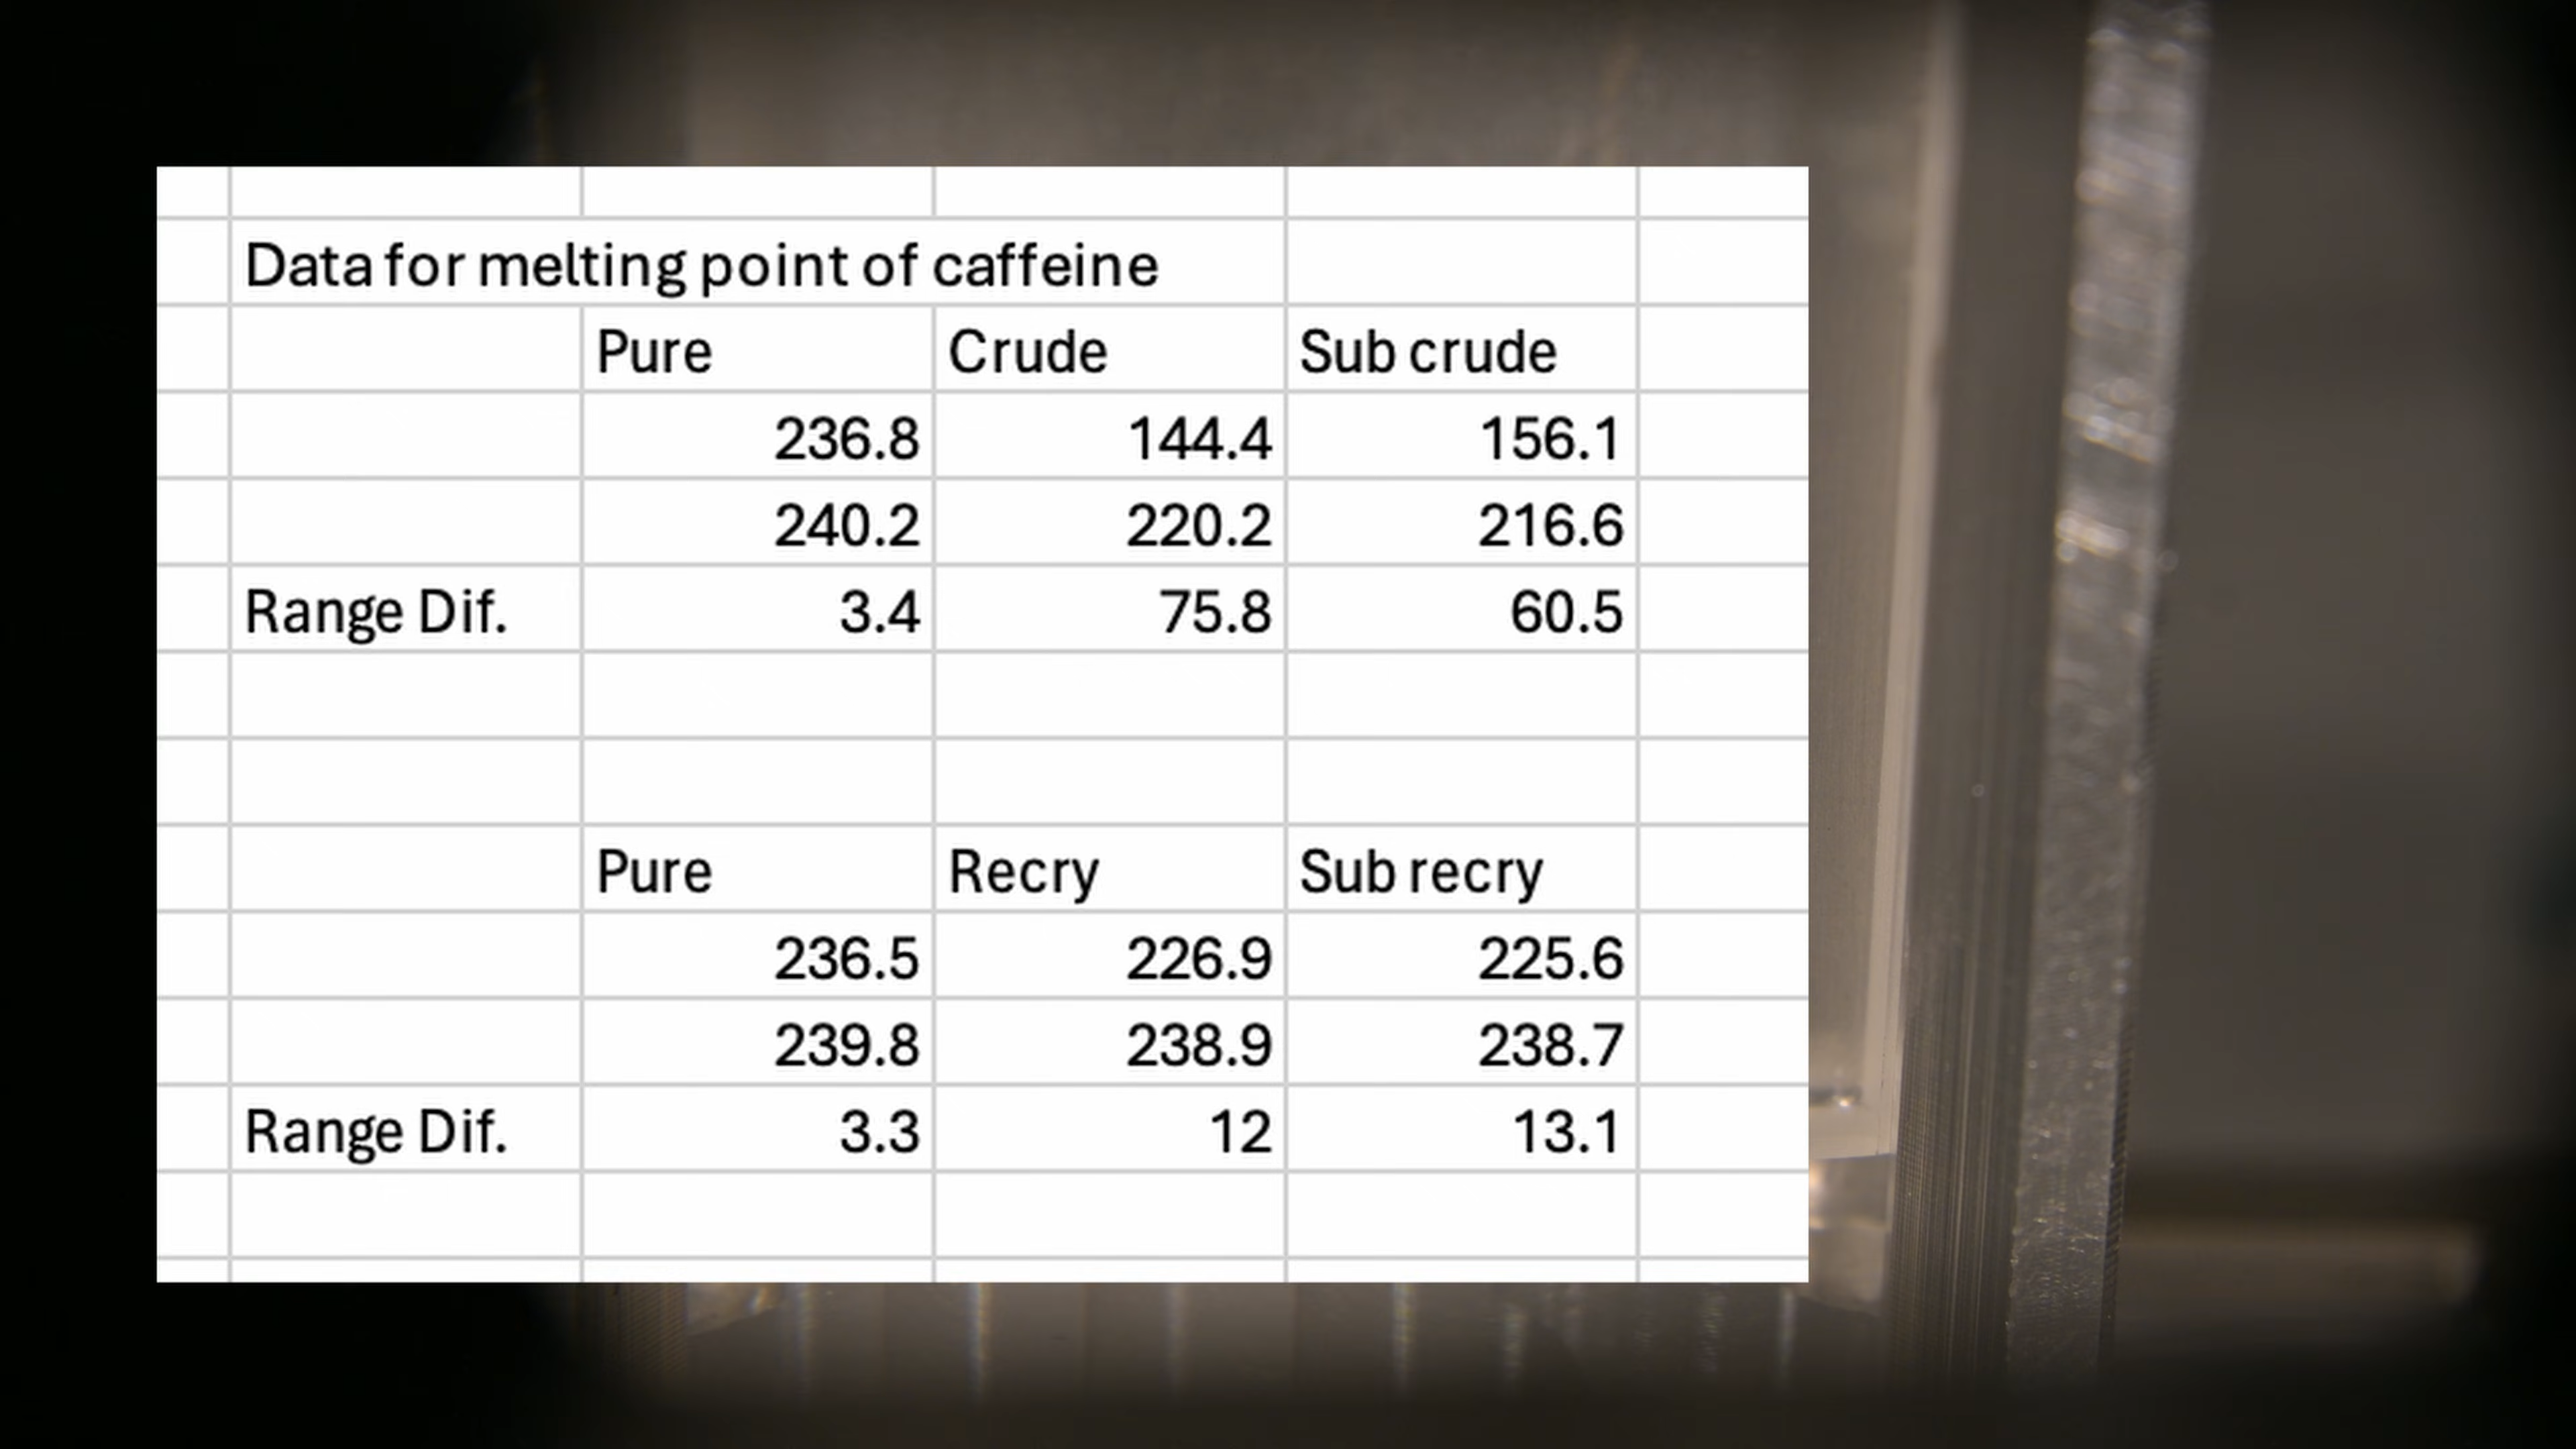 Data for melting point of caffeine
Pure Crude Sub crude
236.8 144.4 156.1
240.2 220.2 216.6
Range Dif. 3.4 75.8 60.5
Pure Recry Sub recry
236.5 226.9 225.6
239.8 238.9 238.7
Range Dif. 3.3 12 13.1